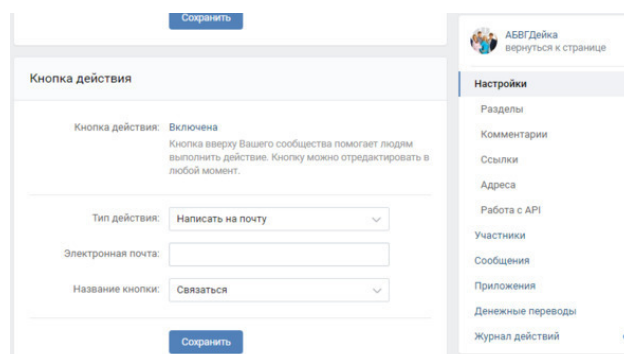 Сохранить
Кнопка действия
Кнопка действия: Включена
Кнопка вверху Вашего сообщества помогает людям
выполнить действие. Кнопку можно отредактировать в
любой момент.
Тип действия: Написать на почту
Электронная почта:
Название кнопки: Связаться
Сохранить
АБВГДейка
вернуться к странице
Настройки
Разделы
Комментарии
Ссылки
Адреса
Работа с API
Участники
Сообщения
Приложения
Денежные переводы
Журнал действий